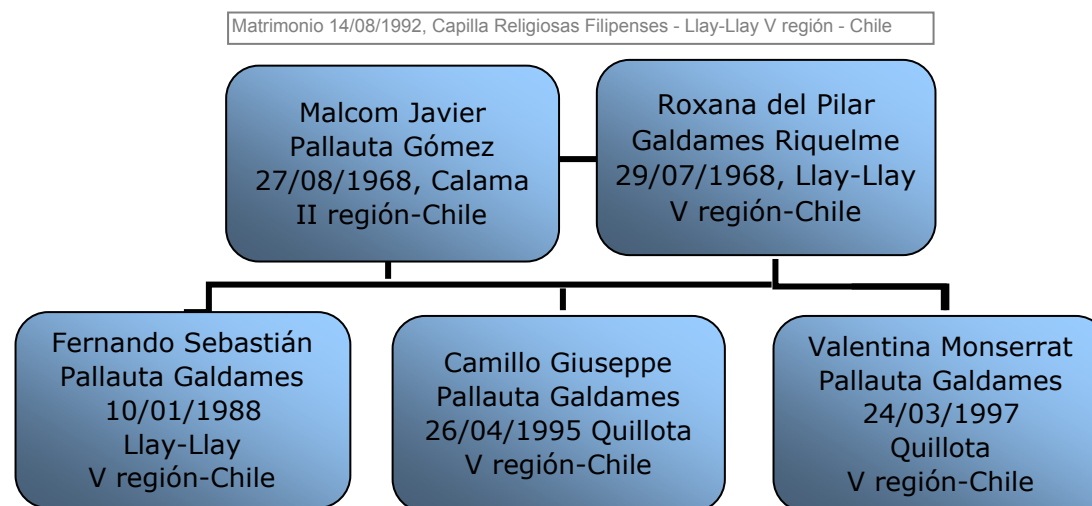 Matrimonio 14/08/1992, Capilla Religiosas Filipenses - Llay-Llay V región - Chile
Malcom Javier
Pallauta Gómez
27/08/1968, Calama
II región-Chile
Roxana del Pilar
Galdames Riquelme
29/07/1968, Llay-Llay
V región-Chile
Fernando Sebastián
Pallauta Galdames
10/01/1988
Llay-Llay
V región-Chile
Camillo Giuseppe
Pallauta Galdames
26/04/1995 Quillota
V región-Chile
Valentina Monserrat
Pallauta Galdames
24/03/1997
Quillota
V región-Chile